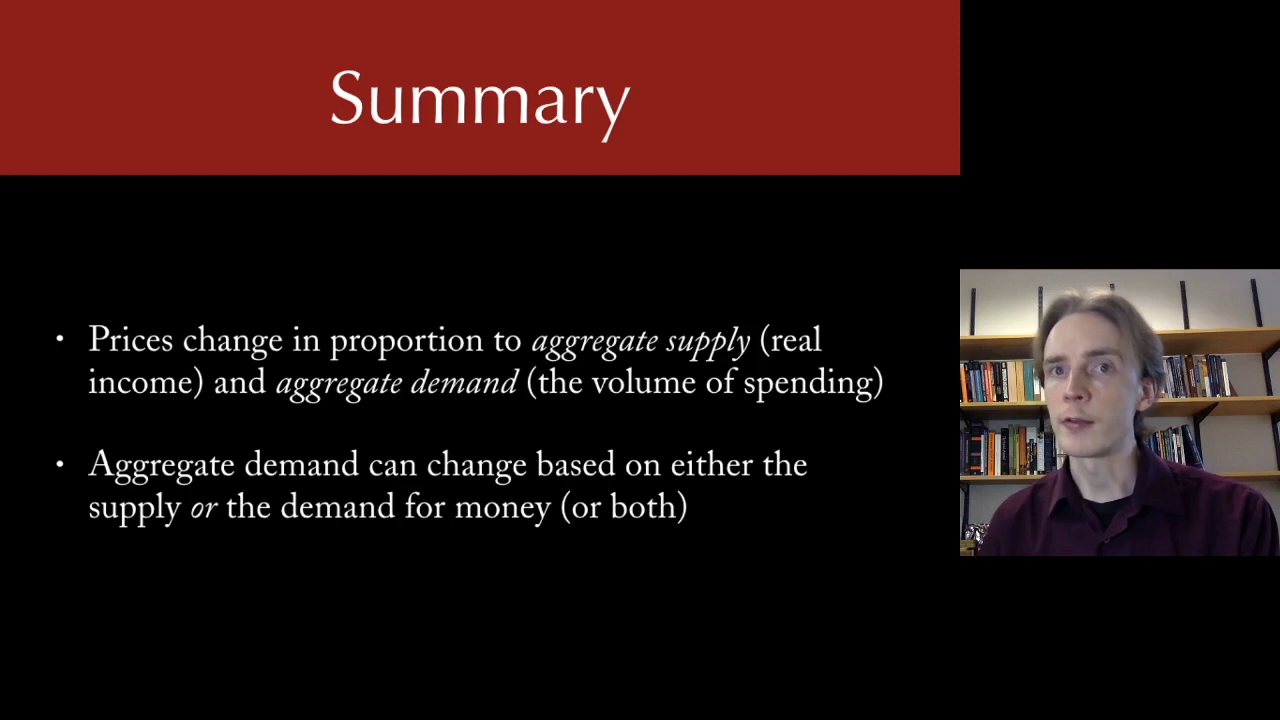 Summary
• Prices change in proportion to aggregate supply (real
income) and aggregate demand (the volume of spending)
• Aggregate demand can change based on either the
supply or the demand for money (or both)